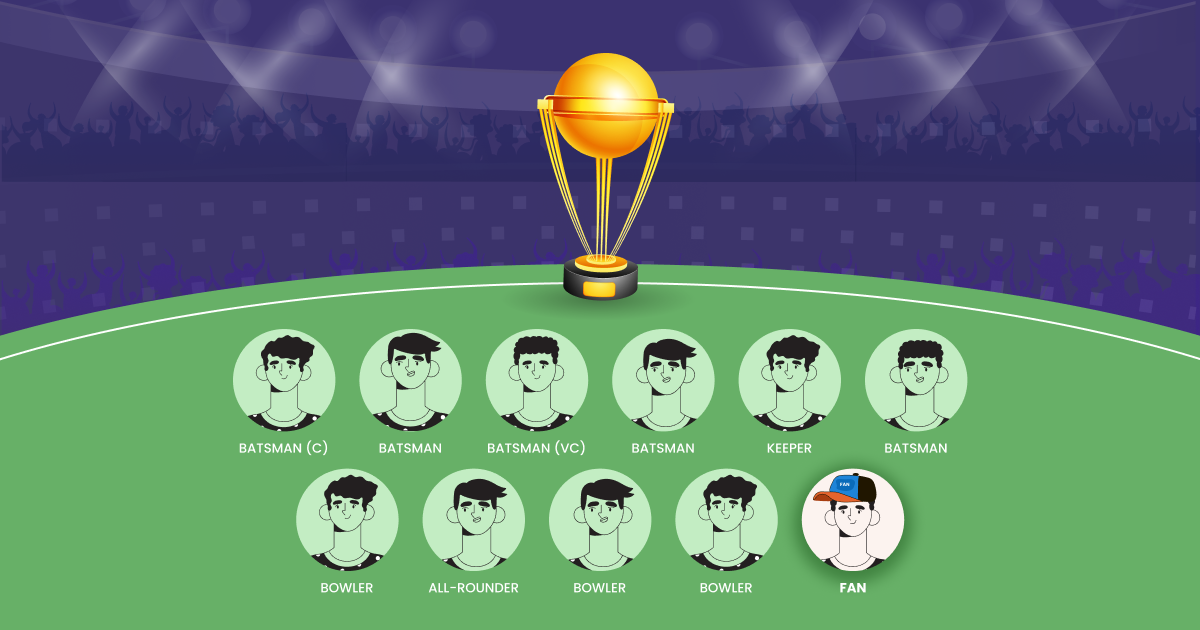 BATSMAN (C) BATSMAN BATSMAN (VC) BATSMAN KEEPER BATSMAN
FAN
BOWLER ALL-ROUNDER BOWLER BOWLER FAN